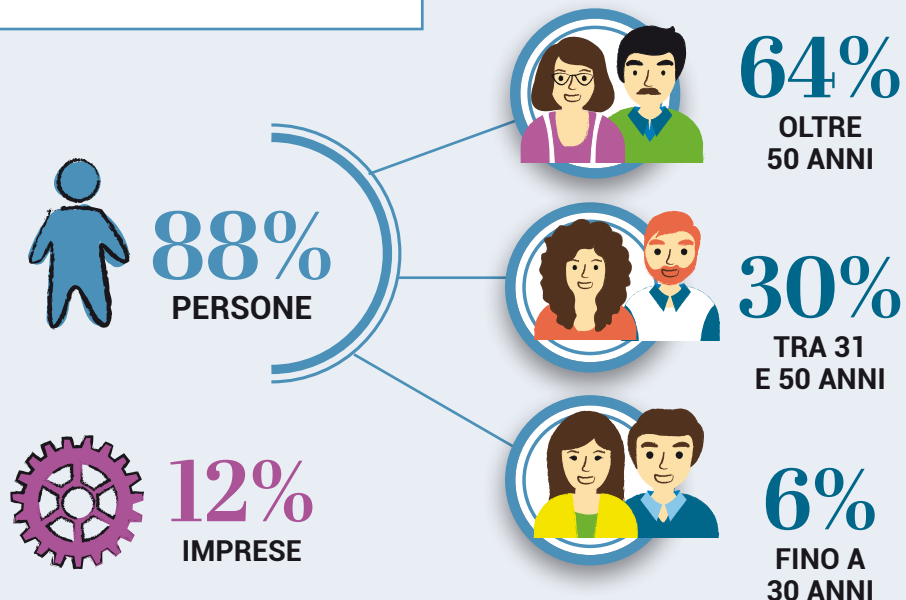 88%
PERSONE
12%
IMPRESE
64%
OLTRE
50 ANNI
30%
TRA 31
E 50 ANNI
6%
FINO A
30 ANNI